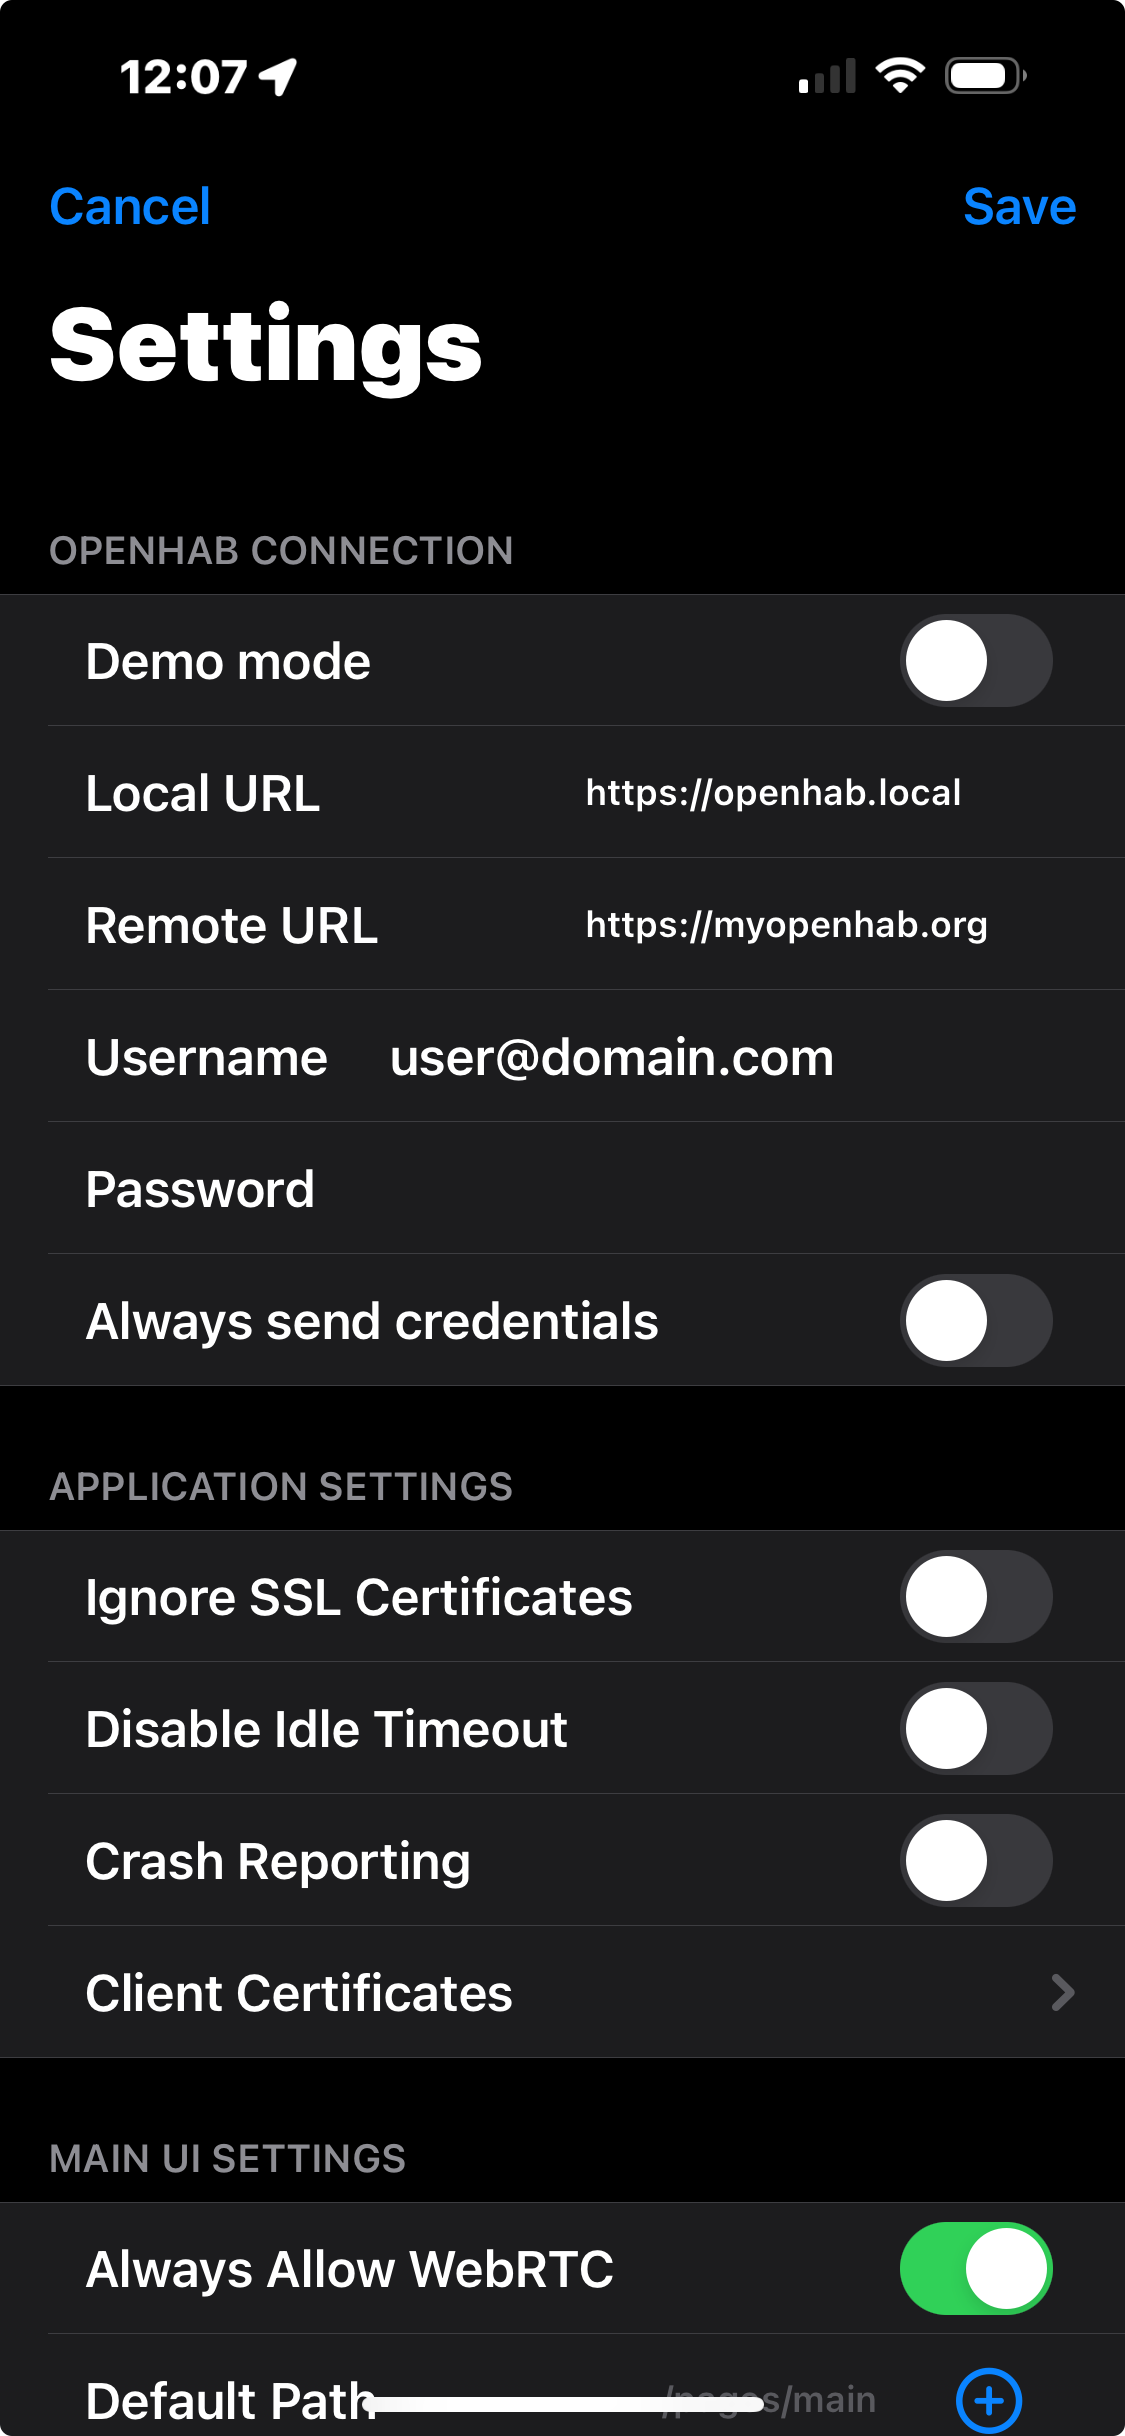 12:07
Cancel Save
Settings
OPENHAB CONNECTION
Demo mode
Local URL https://openhab.local
Remote URL https://myopenhab.org
Username user@domain.com
Password
Always send credentials
APPLICATION SETTINGS
Ignore SSL Certificates
Disable Idle Timeout
Crash Reporting
Client Certificates
MAIN UI SETTINGS
Always Allow WebRTC
Default Path /pages/main